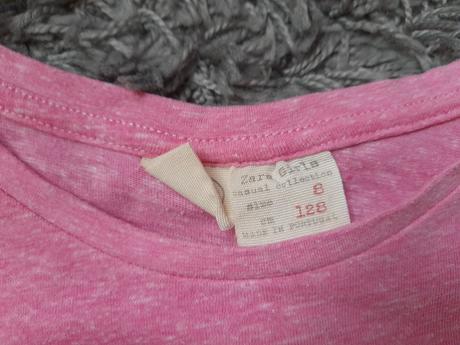 Zara Girls
casual collection
size 8
cm 128
MADE IN PORTUGAL